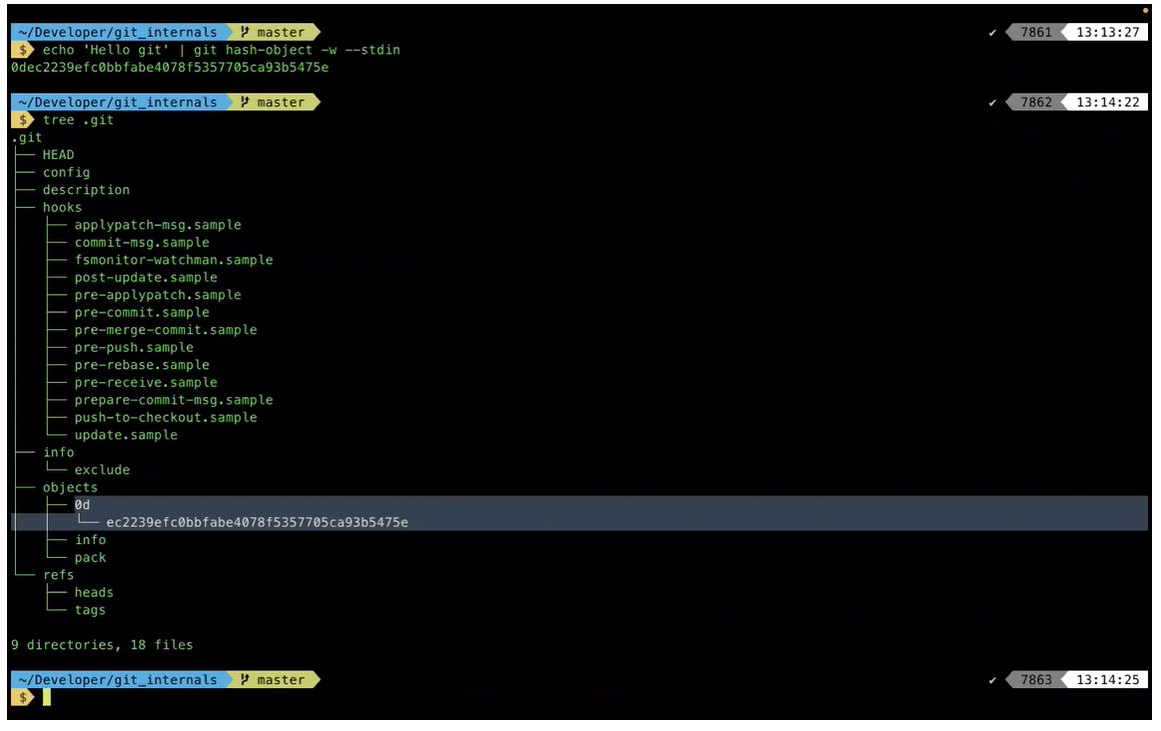 ~/Developer/git_internals master ✔ 7861 13:13:27
$ echo 'Hello git' | git hash-object -w --stdin
0dec2239efc0bbfabe4078f5357705ca93b5475e
~/Developer/git_internals master ✔ 7862 13:14:22
$ tree .git
.git
├── HEAD
├── config
├── description
├── hooks
│   ├── applypatch-msg.sample
│   ├── commit-msg.sample
│   ├── fsmonitor-watchman.sample
│   ├── post-update.sample
│   ├── pre-applypatch.sample
│   ├── pre-commit.sample
│   ├── pre-merge-commit.sample
│   ├── pre-push.sample
│   ├── pre-rebase.sample
│   ├── pre-receive.sample
│   ├── prepare-commit-msg.sample
│   ├── push-to-checkout.sample
│   └── update.sample
├── info
│   └── exclude
├── objects
│   ├── 0d
│   │   └── ec2239efc0bbfabe4078f5357705ca93b5475e
│   ├── info
│   └── pack
└── refs
    ├── heads
    └── tags
9 directories, 18 files
~/Developer/git_internals master ✔ 7863 13:14:25
$